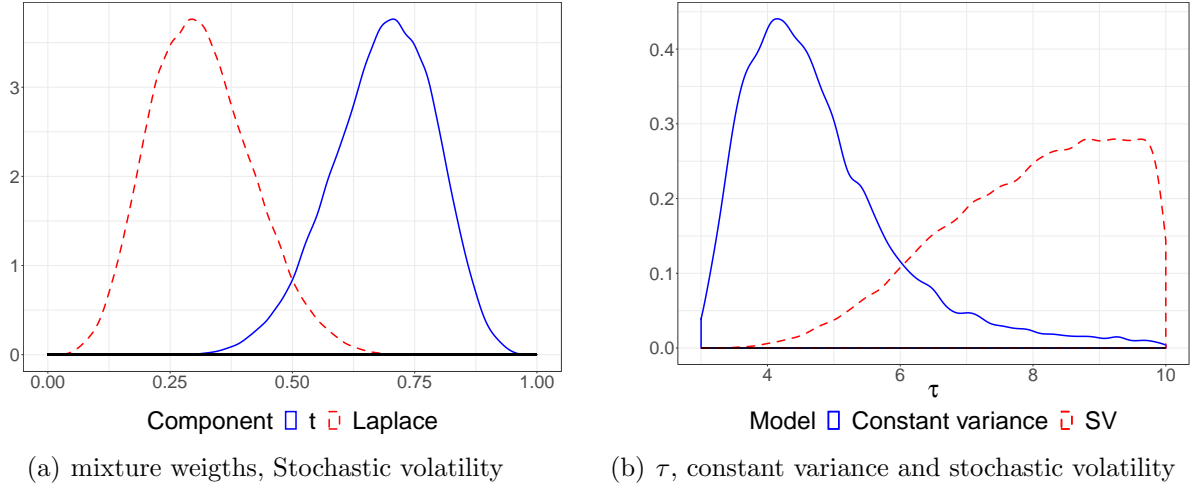 3
2
1
0
0.00 0.25 0.50 0.75 1.00
Component t Laplace
(a) mixture weigths, Stochastic volatility
0.4
0.3
0.2
0.1
0.0
4 6 8 10
τ
Model Constant variance SV
(b) τ, constant variance and stochastic volatility